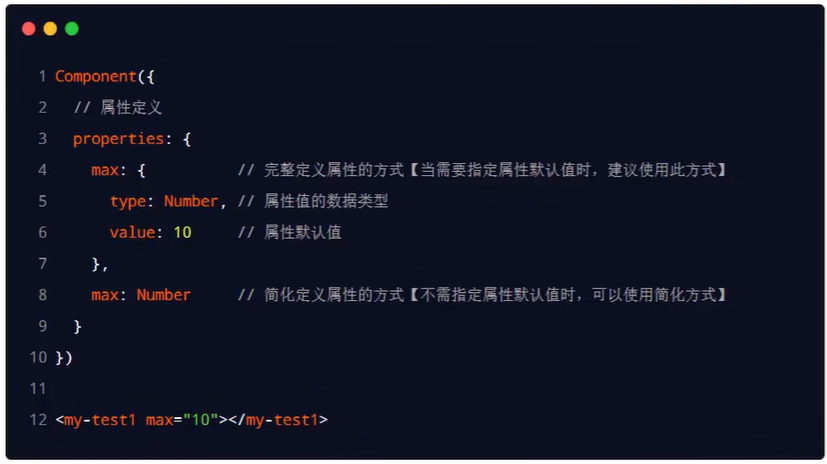 1 Component({
2   // 属性定义
3   properties: {
4     max: {          // 完整定义属性的方式【当需要指定属性默认值时，建议使用此方式】
5       type: Number, // 属性值的数据类型
6       value: 10     // 属性默认值
7     },
8     max: Number     // 简化定义属性的方式【不需指定属性默认值时，可以使用简化方式】
9   }
10 })
11
12 <my-test1 max="10"></my-test1>